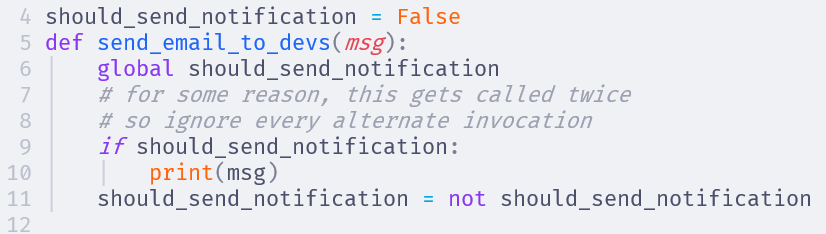 4 should_send_notification = False
5 def send_email_to_devs(msg):
6     global should_send_notification
7     # for some reason, this gets called twice
8     # so ignore every alternate invocation
9     if should_send_notification:
10         print(msg)
11     should_send_notification = not should_send_notification
12